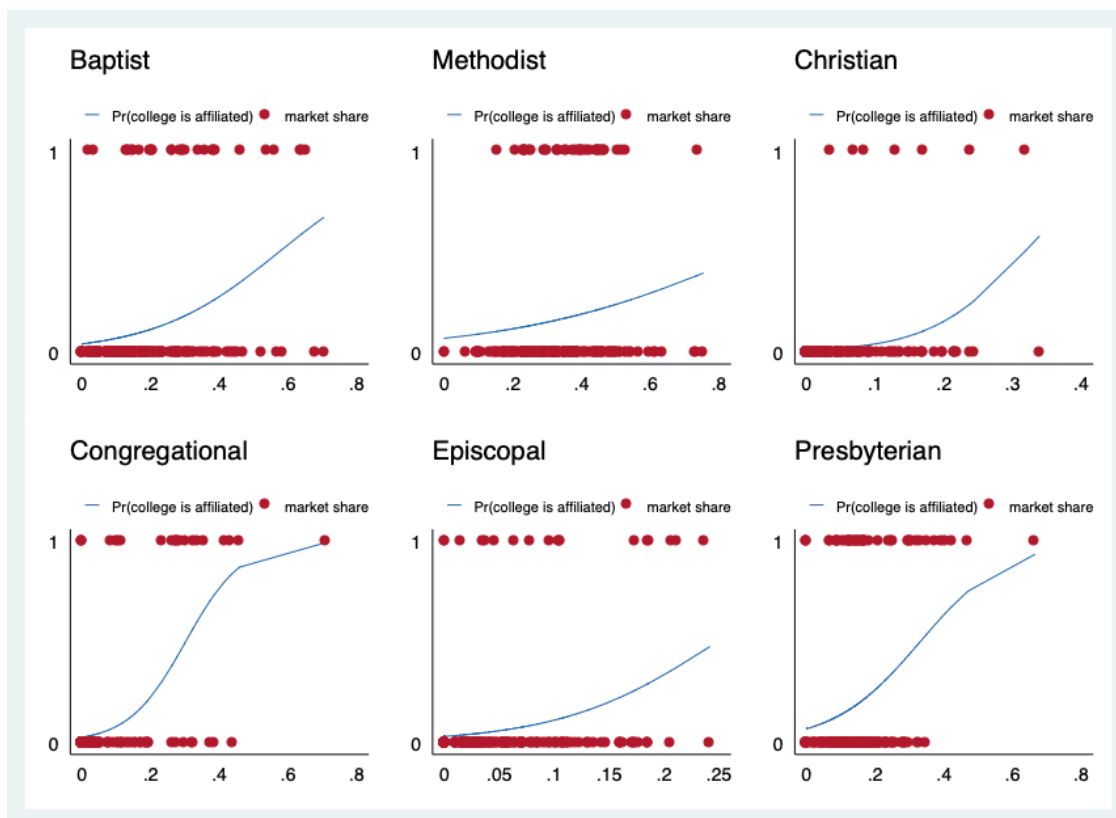 Baptist Methodist Christian
Pr(college is affiliated) market share Pr(college is affiliated) market share Pr(college is affiliated) market share
1 1 1
0 0 0
0 .2 .4 .6 .8 0 .2 .4 .6 .8 0 .1 .2 .3 .4
Congregational Episcopal Presbyterian
Pr(college is affiliated) market share Pr(college is affiliated) market share Pr(college is affiliated) market share
1 1 1
0 0 0
0 .2 .4 .6 .8 0 .05 .1 .15 .2 .25 0 .2 .4 .6 .8